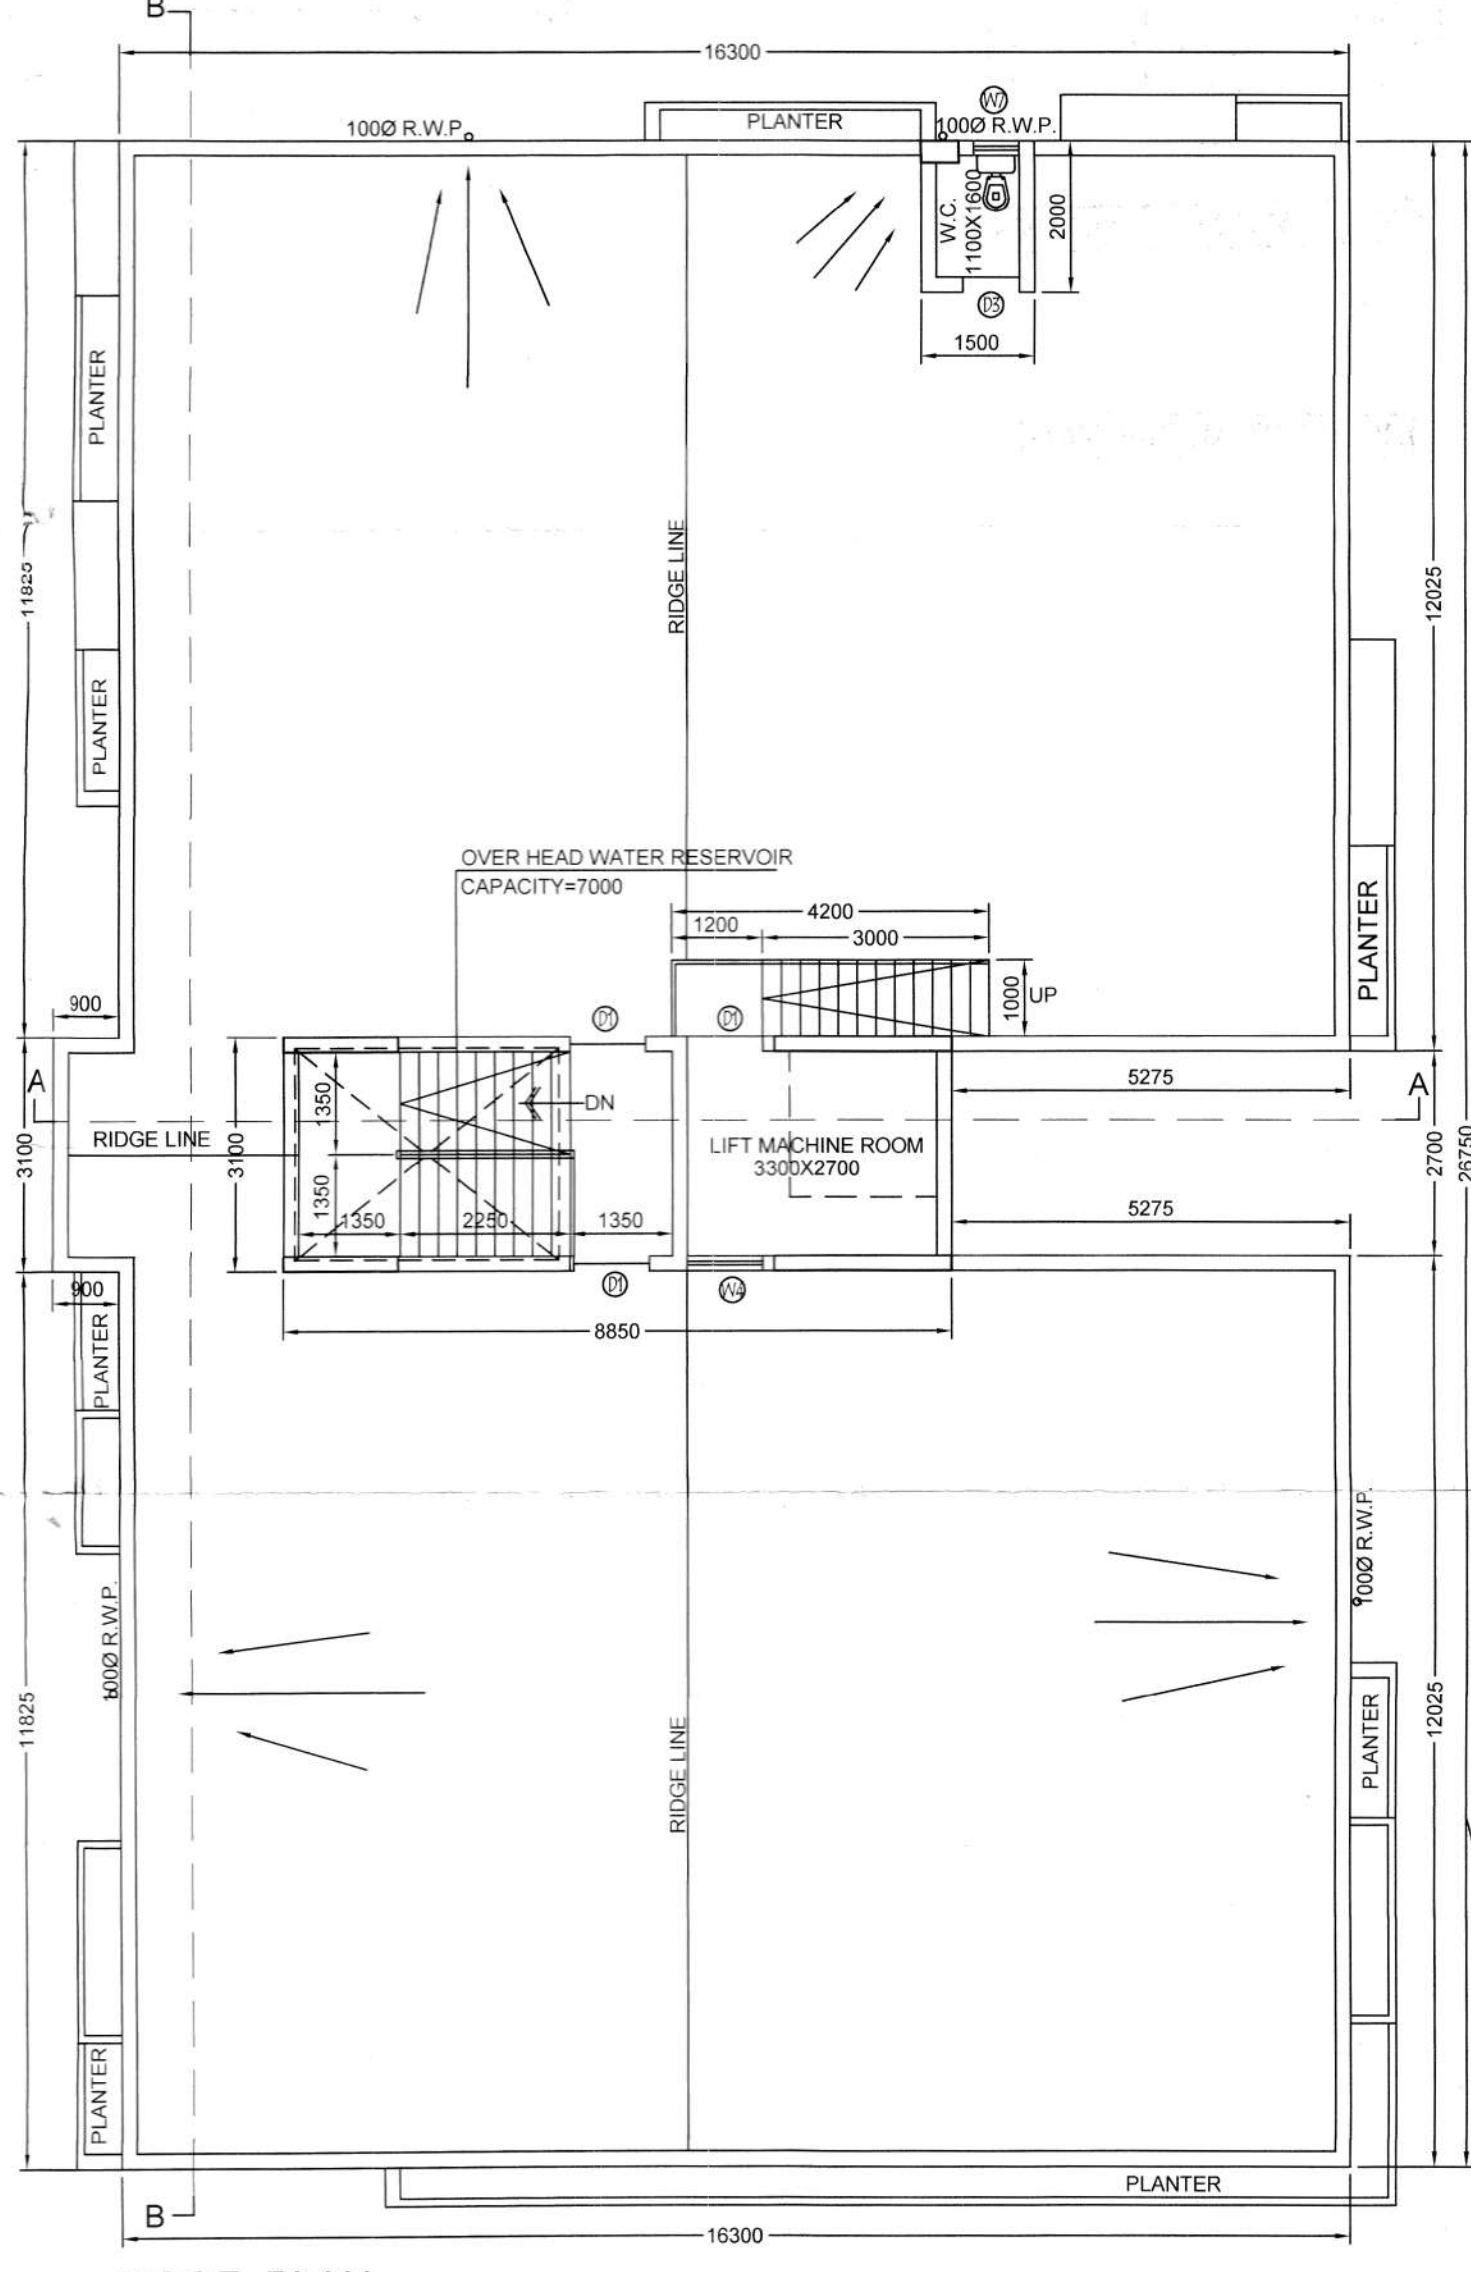 B
16300
W7
100Ø R.W.P.
PLANTER
100Ø R.W.P.
W.C.
1100X1600
2000
D3
1500
PLANTER
11825
RIDGE LINE
12025
PLANTER
OVER HEAD WATER RESERVOIR
CAPACITY=7000
4200
1200
3000
PLANTER
900
D1
D1
1000
UP
A
5275
A
1350
DN
RIDGE LINE
3100
3100
LIFT MACHINE ROOM
3300X2700
2700
26750
1350
1350
2250
1350
5275
900
D1
W4
8850
PLANTER
100Ø R.W.P.
100Ø R.W.P.
11825
RIDGE LINE
12025
PLANTER
PLANTER
PLANTER
B
16300